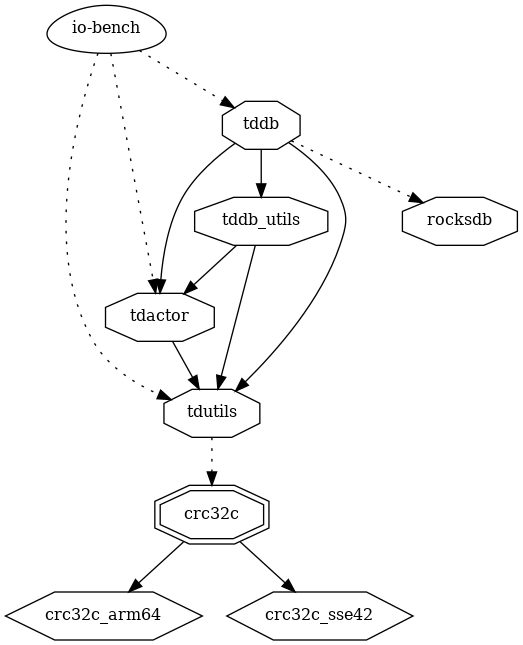 io-bench
tddb
tddb_utils
rocksdb
tdactor
tdutils
crc32c
crc32c_arm64
crc32c_sse42